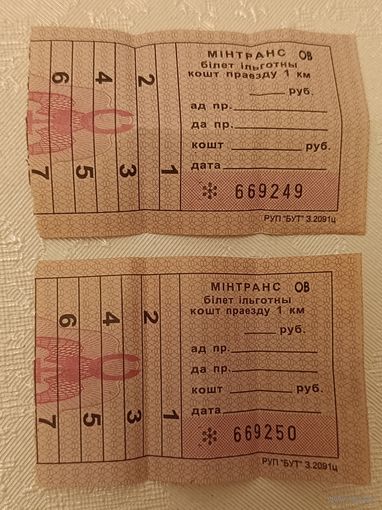 МІНТРАНС ОВ
білет ільготны
кошт праезду 1 км
руб.
ад пр.
да пр.
кошт руб.
дата
669249
РУП "БУТ" З.2091ц
6 4 2
7 5 3 1
МІНТРАНС ОВ
білет ільготны
кошт праезду 1 км
руб.
ад пр.
да пр.
кошт руб.
дата
669250
РУП "БУТ" З.2091ц
6 4 2
7 5 3 1